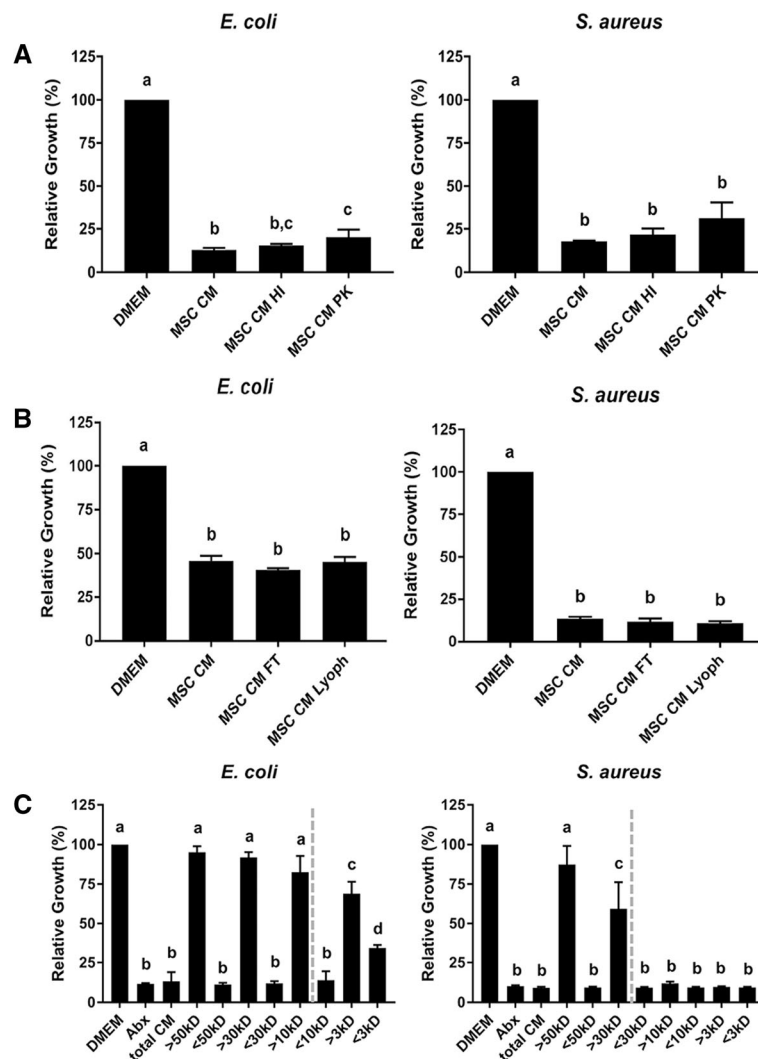 E. coli
S. aureus
A
Relative Growth (%)
125
100
75
50
25
0
a
b
b,c
c
DMEM
MSC CM
MSC CM HI
MSC CM PK
Relative Growth (%)
125
100
75
50
25
0
a
b
b
b
DMEM
MSC CM
MSC CM HI
MSC CM PK
E. coli
S. aureus
B
Relative Growth (%)
125
100
75
50
25
0
a
b
b
b
DMEM
MSC CM
MSC CM FT
MSC CM Lyoph
Relative Growth (%)
125
100
75
50
25
0
a
b
b
b
DMEM
MSC CM
MSC CM FT
MSC CM Lyoph
E. coli
S. aureus
C
Relative Growth (%)
125
100
75
50
25
0
a
b
b
a
b
a
b
a
b
c
d
DMEM
Abx
total CM
>50kD
<50kD
>30kD
<30kD
>10kD
<10kD
>3kD
<3kD
Relative Growth (%)
125
100
75
50
25
0
a
b
b
a
b
c
b
b
b
b
b
DMEM
Abx
total CM
>50kD
<50kD
>30kD
<30kD
>10kD
<10kD
>3kD
<3kD